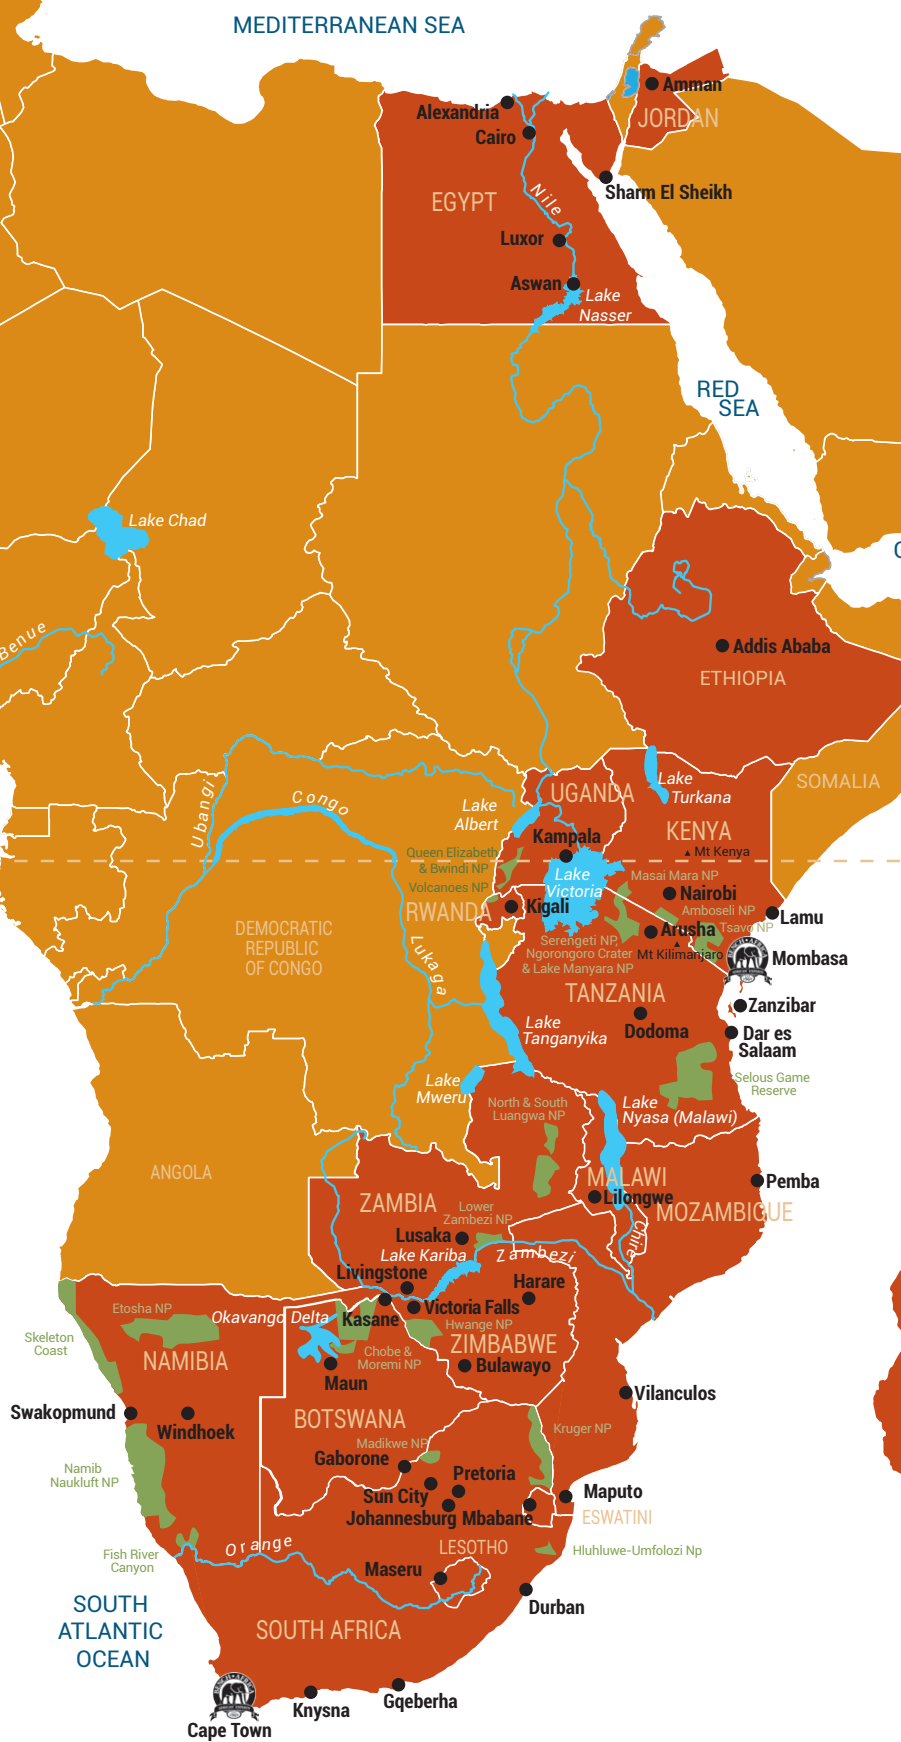 MEDITERRANEAN SEA
Amman
Alexandria
JORDAN
Cairo
Sharm El Sheikh
Nile
EGYPT
Luxor
Aswan
Lake
Nasser
RED
SEA
Lake Chad
Benue
Addis Ababa
ETHIOPIA
SOMALIA
UGANDA
Lake
Turkana
Ubangi
Congo
Lake
Albert
KENYA
Kampala
Mt Kenya
Queen Elizabeth
& Bwindi NP
Volcanoes NP
Lake
Victoria
Masai Mara NP
Nairobi
RWANDA
Kigali
Amboseli NP
Lamu
Tsavo NP
Arusha
Mt Kilimanjaro
Serengeti NP,
Ngorongoro Crater
& Lake Manyara NP
BENCH AFRICA
Mombasa
DEMOCRATIC
REPUBLIC
OF CONGO
Lukaga
TANZANIA
Zanzibar
Dodoma
Dar es
Salaam
Lake
Tanganyika
Selous Game
Reserve
Lake
Mweru
North & South
Luangwa NP
Lake
Nyasa (Malawi)
ANGOLA
MALAWI
Lilongwe
Pemba
ZAMBIA
MOZAMBIQUE
Lower
Zambezi NP
Lusaka
Chire
Lake Kariba
Zambezi
Livingstone
Harare
Etosha NP
Okavango Delta
Kasane
Victoria Falls
Hwange NP
Skeleton
Coast
NAMIBIA
ZIMBABWE
Chobe &
Moremi NP
Bulawayo
Maun
Vilanculos
Swakopmund
Windhoek
BOTSWANA
Kruger NP
Madikwe NP
Gaborone
Namib
Naukluft NP
Pretoria
Sun City
Maputo
Johannesburg
Mbabane
ESWATINI
Orange
LESOTHO
Hluhluwe-Umfolozi Np
Fish River
Canyon
Maseru
SOUTH
ATLANTIC
OCEAN
Durban
SOUTH AFRICA
BENCH AFRICA
Gqeberha
Knysna
Cape Town